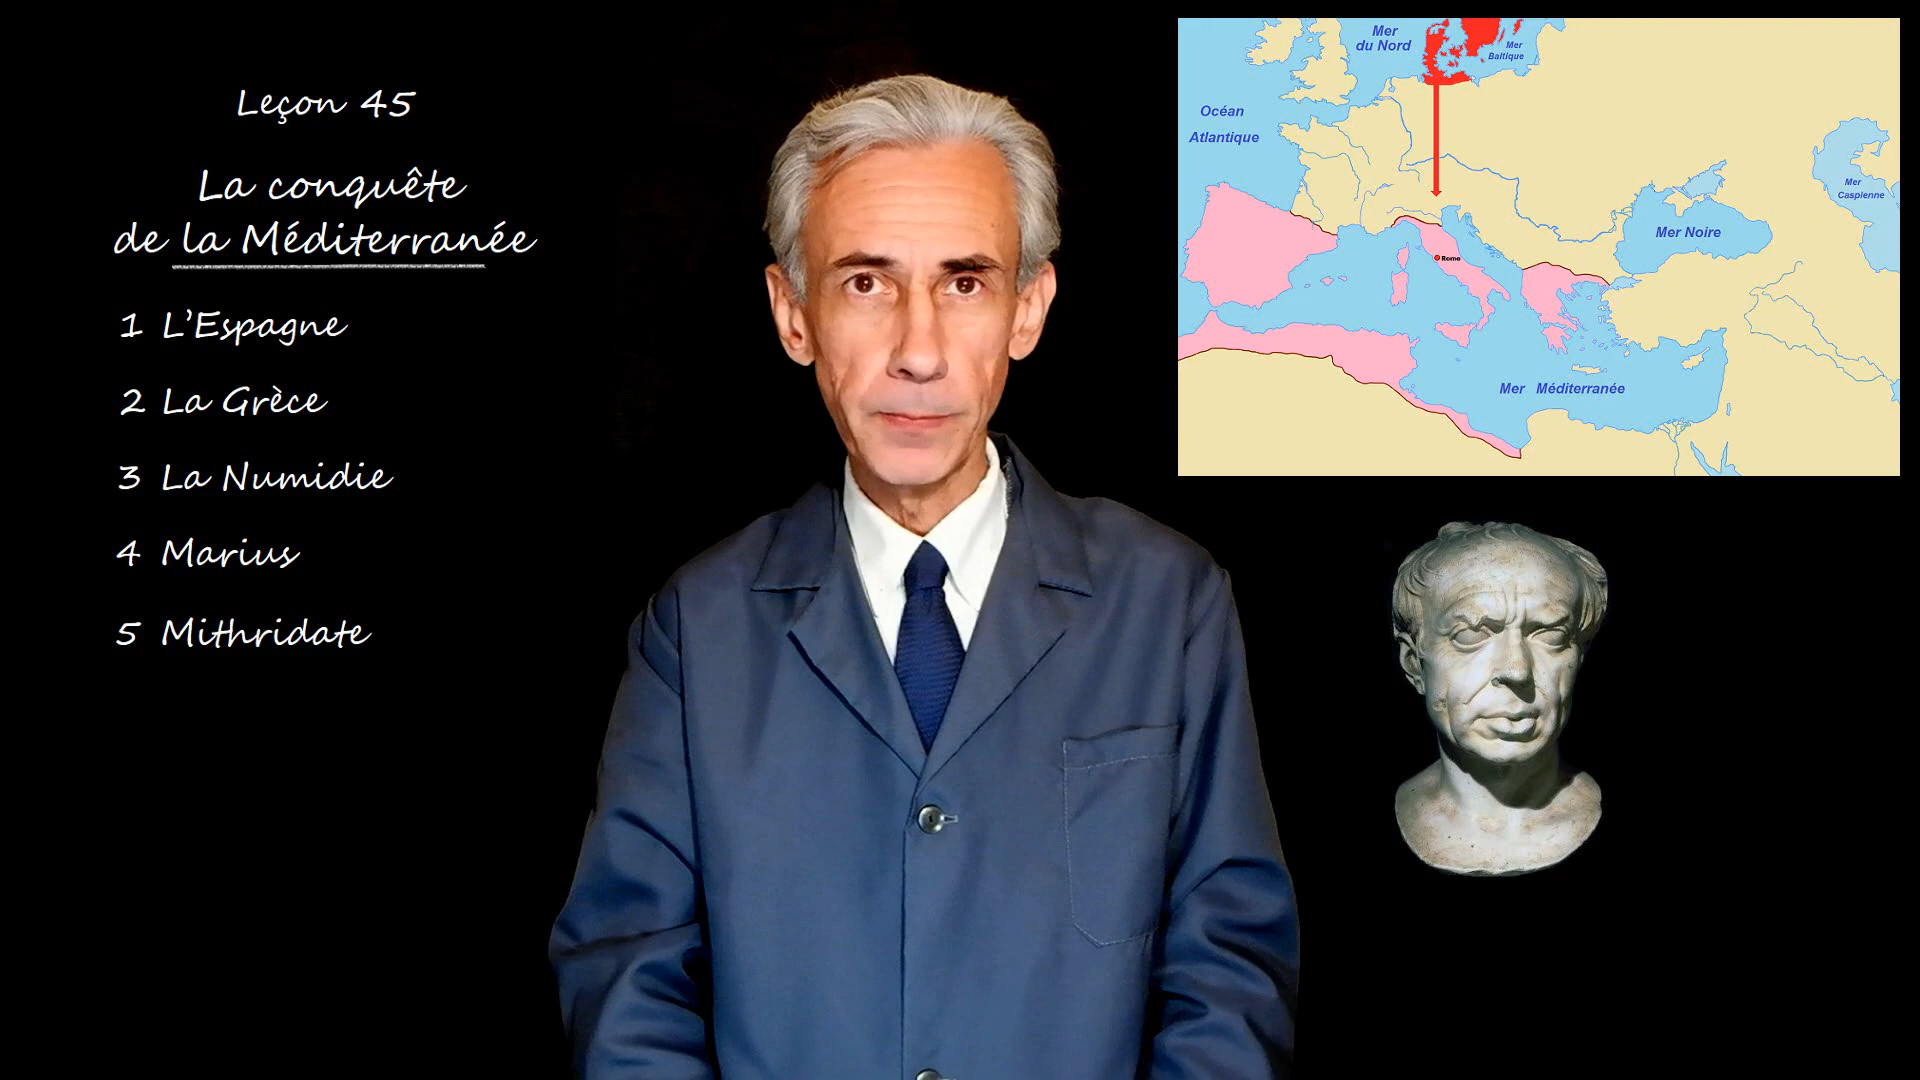 Leçon 45
La conquête
de la Méditerranée
1 L'Espagne
2 La Grèce
3 La Numidie
4 Marius
5 Mithridate
Mer
du Nord
Mer
Baltique
Océan
Atlantique
Mer
Caspienne
Mer Noire
Rome
Mer Méditerranée